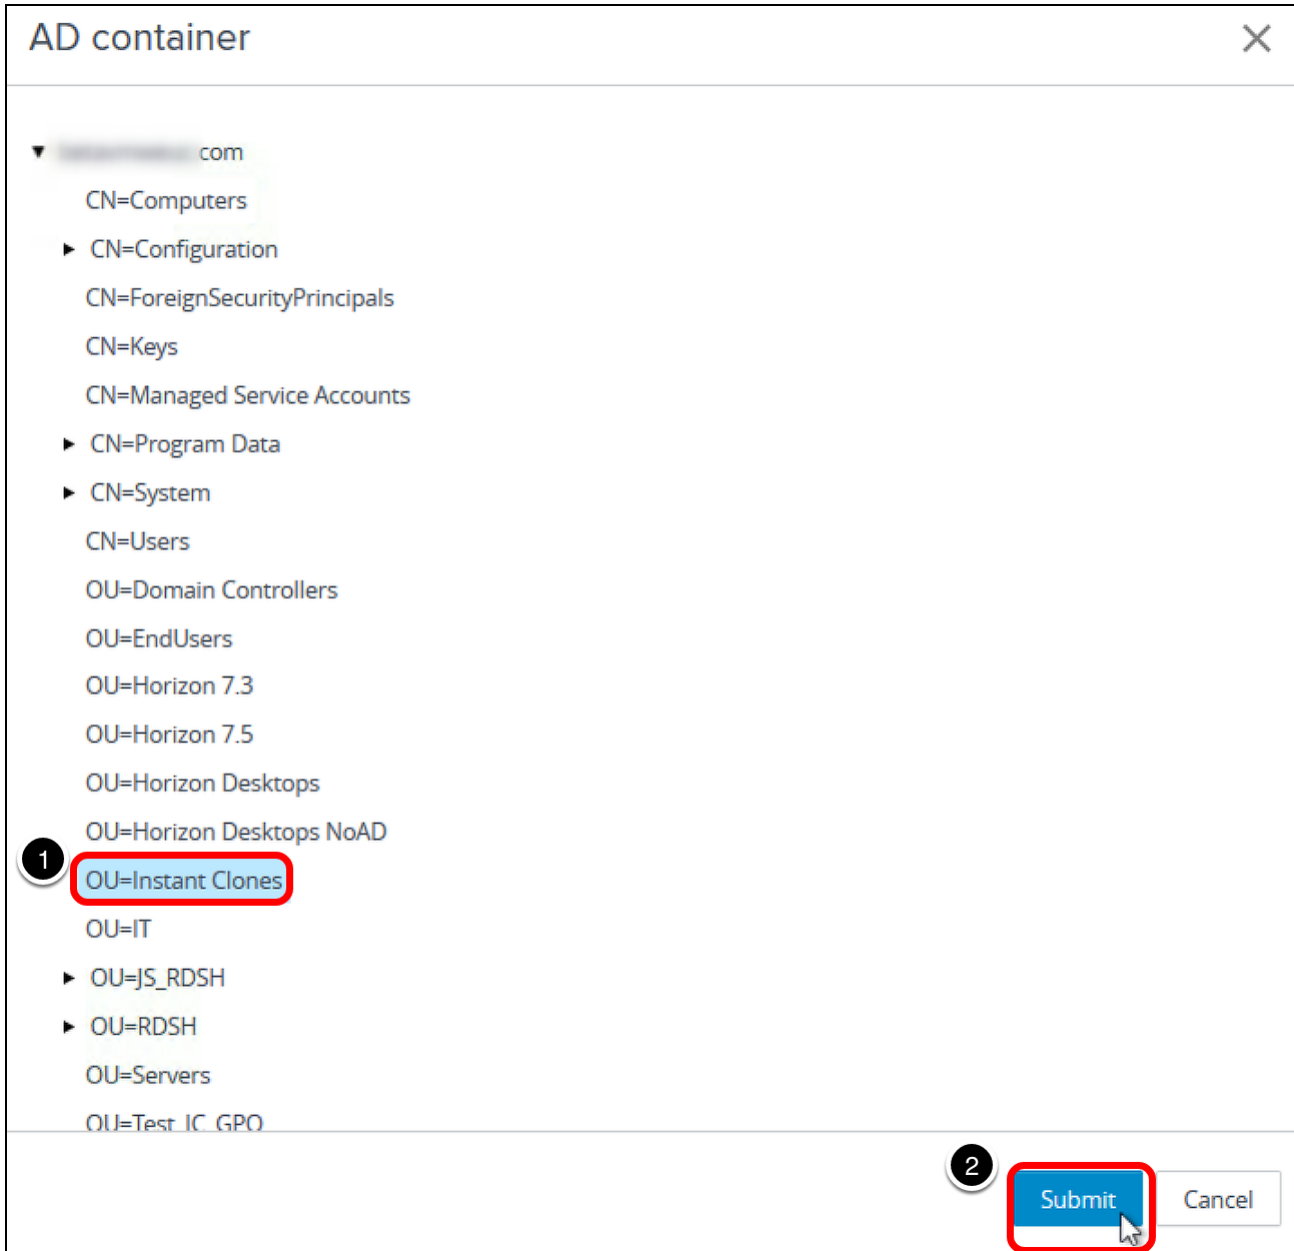 AD container
.com
CN=Computers
CN=Configuration
CN=ForeignSecurityPrincipals
CN=Keys
CN=Managed Service Accounts
CN=Program Data
CN=System
CN=Users
OU=Domain Controllers
OU=EndUsers
OU=Horizon 7.3
OU=Horizon 7.5
OU=Horizon Desktops
OU=Horizon Desktops NoAD
1
OU=Instant Clones
OU=IT
OU=JS_RDSH
OU=RDSH
OU=Servers
OU=Test_IC_GPO
2
Submit
Cancel